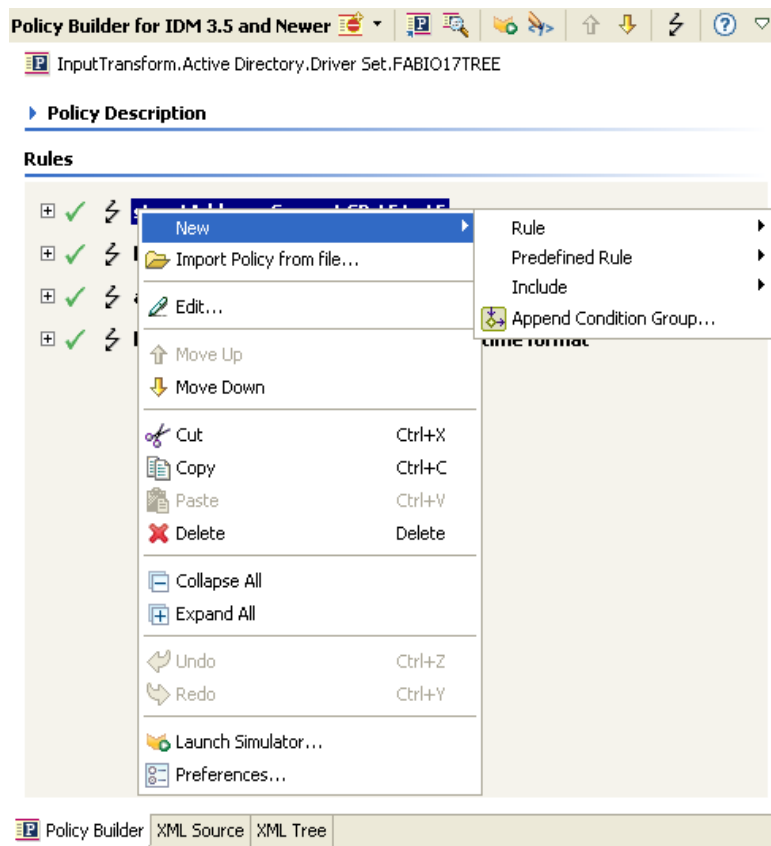 Policy Builder for IDM 3.5 and Newer
InputTransform.Active Directory.Driver Set.FABIO17TREE
Policy Description
Rules
New
Import Policy from file...
Edit...
Move Up
Move Down
Cut Ctrl+X
Copy Ctrl+C
Paste Ctrl+V
Delete Delete
Collapse All
Expand All
Undo Ctrl+Z
Redo Ctrl+Y
Launch Simulator...
Preferences...
Rule
Predefined Rule
Include
Append Condition Group...
time format
Policy Builder XML Source XML Tree